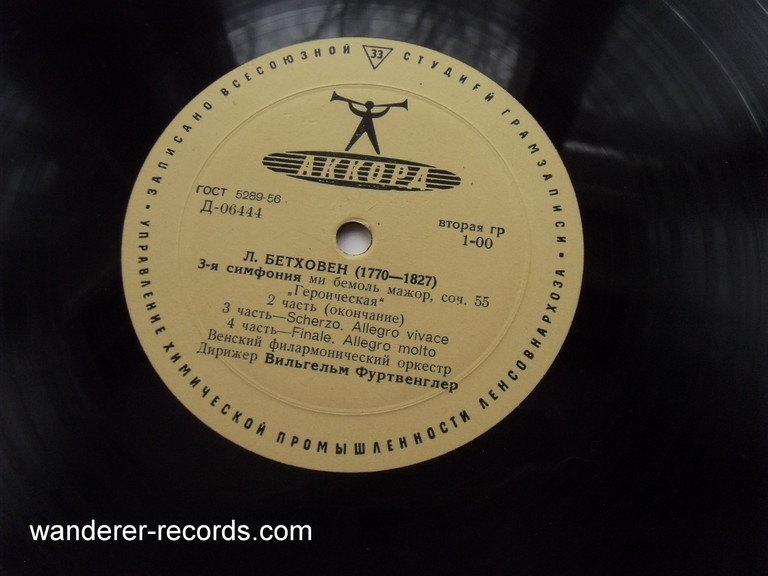 • ЗАПИСАНО ВСЕСОЮЗНОЙ 33 СТУДИЕЙ ГРАМЗАПИСИ •
АККОРД
ГОСТ 5289-56
Д-06444
вторая гр
1-00
Л. БЕТХОВЕН (1770—1827)
3-я симфония ми бемоль мажор, соч. 55
„Героическая“
2 часть (окончание)
3 часть—Scherzo. Allegro vivace
4 часть—Finale. Allegro molto
Венский филармонический оркестр
Дирижер Вильгельм Фуртвенглер
УПРАВЛЕНИЕ ХИМИЧЕСКОЙ ПРОМЫШЛЕННОСТИ ЛЕНСОВНАРХОЗА
wanderer-records.com